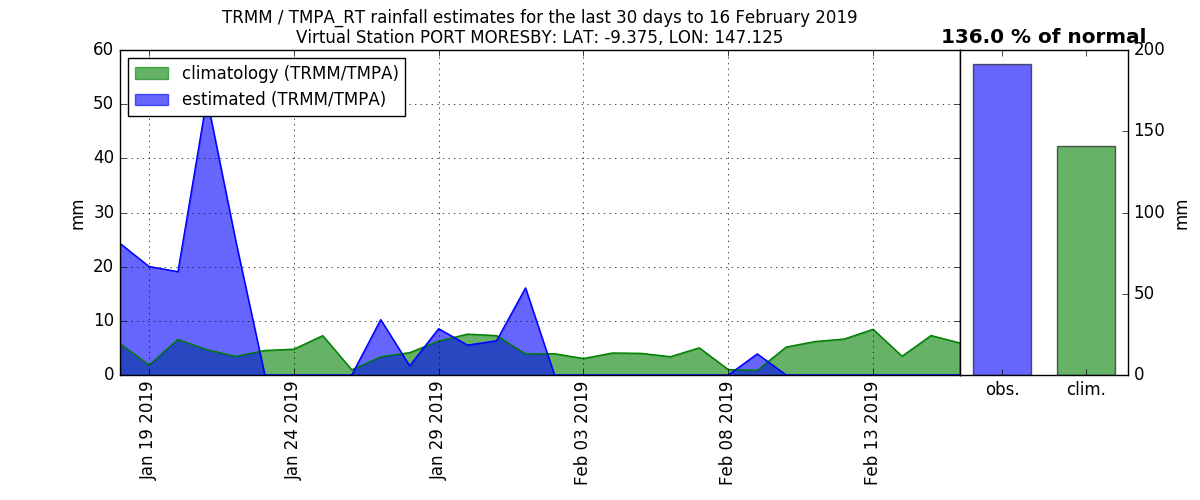 TRMM / TMPA_RT rainfall estimates for the last 30 days to 16 February 2019
Virtual Station PORT MORESBY: LAT: -9.375, LON: 147.125
136.0 % of normal
climatology (TRMM/TMPA)
estimated (TRMM/TMPA)
60
50
40
30
20
10
0
mm
Jan 19 2019
Jan 24 2019
Jan 29 2019
Feb 03 2019
Feb 08 2019
Feb 13 2019
200
150
100
50
0
mm
obs.
clim.